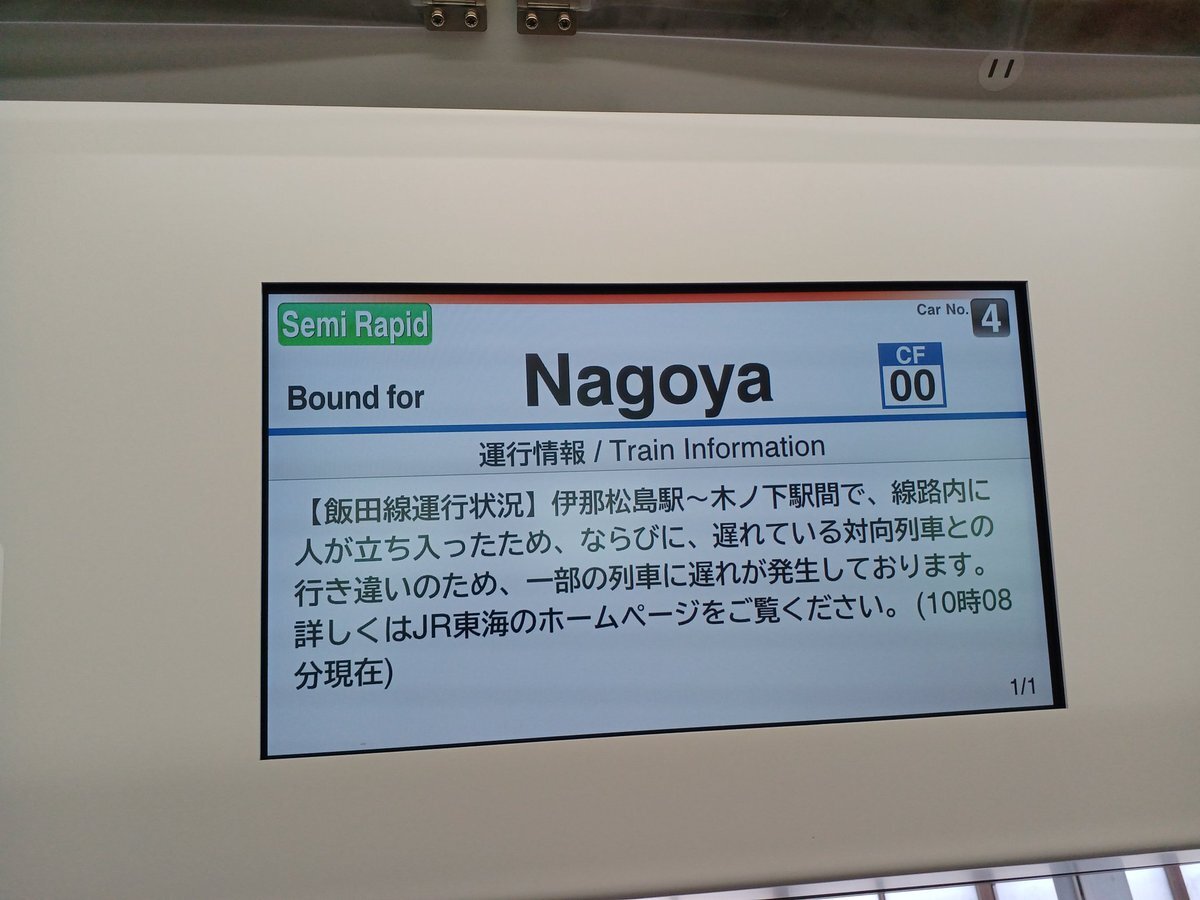 Semi Rapid
Car No. 4
Bound for Nagoya
CF
00
運行情報 / Train Information
【飯田線運行状況】伊那松島駅～木ノ下駅間で、線路内に
人が立ち入ったため、ならびに、遅れている対向列車との
行き違いのため、一部の列車に遅れが発生しております。
詳しくはJR東海のホームページをご覧ください。(10時08
分現在)
1/1